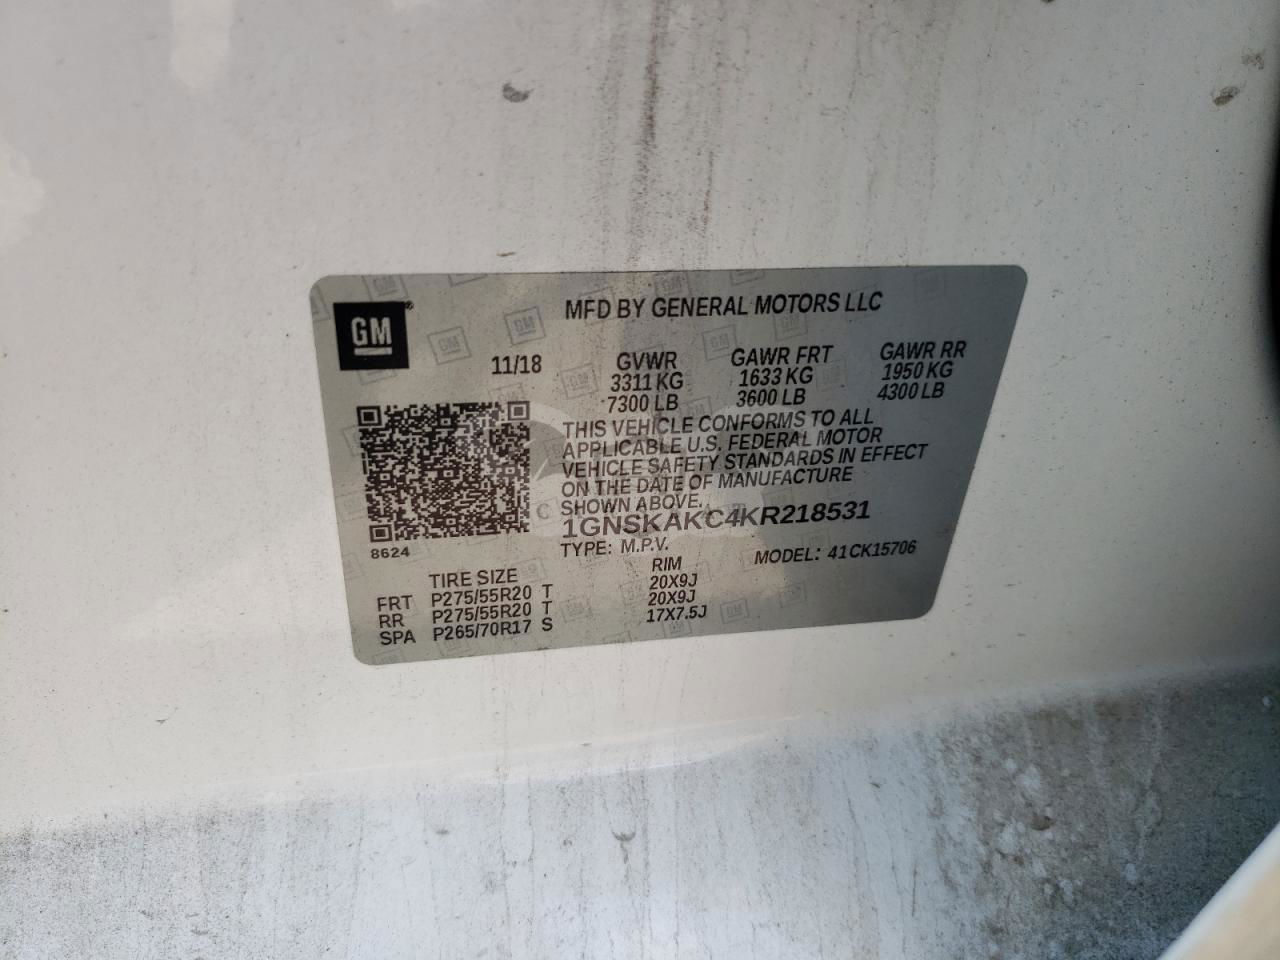 GM
MFD BY GENERAL MOTORS LLC
11/18 GVWR GAWR FRT GAWR RR
3311 KG 1633 KG 1950 KG
7300 LB 3600 LB 4300 LB
THIS VEHICLE CONFORMS TO ALL
APPLICABLE U.S. FEDERAL MOTOR
VEHICLE SAFETY STANDARDS IN EFFECT
ON THE DATE OF MANUFACTURE
SHOWN ABOVE.
1GNSKAKC4KR218531
8624
TYPE: M.P.V. MODEL: 41CK15706
TIRE SIZE RIM
FRT P275/55R20 T 20X9J
RR P275/55R20 T 20X9J
SPA P265/70R17 S 17X7.5J